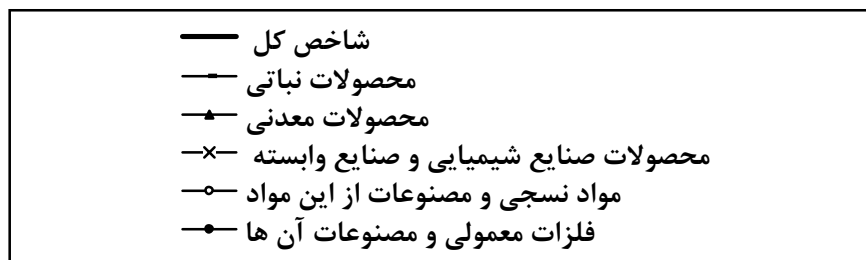 شاخص کل
محصولات نباتی
محصولات معدنی
محصولات صنایع شیمیایی و صنایع وابسته
مواد نسجی و مصنوعات از این مواد
فلزات معمولی و مصنوعات آن ها